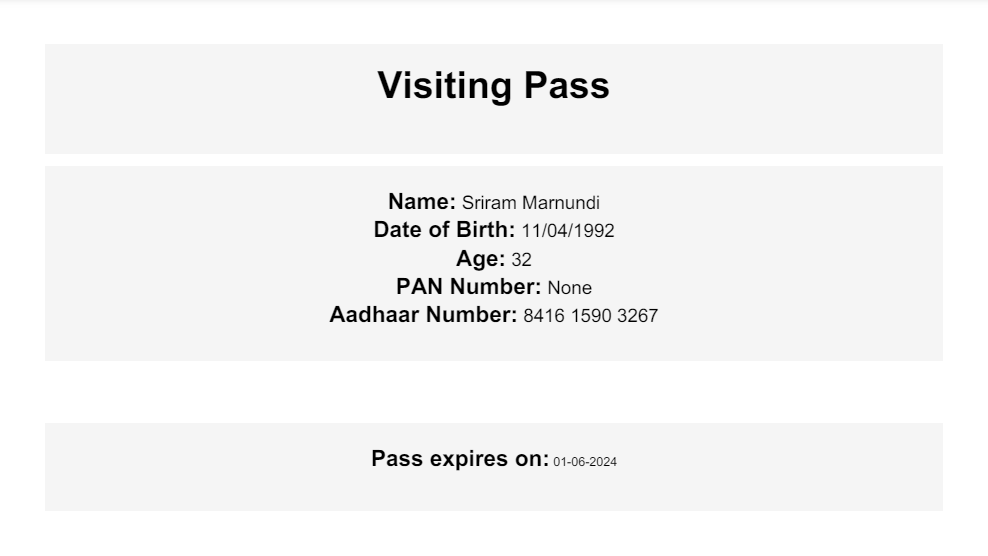 Visiting Pass
Name: Sriram Marnundi
Date of Birth: 11/04/1992
Age: 32
PAN Number: None
Aadhaar Number: 8416 1590 3267
Pass expires on: 01-06-2024